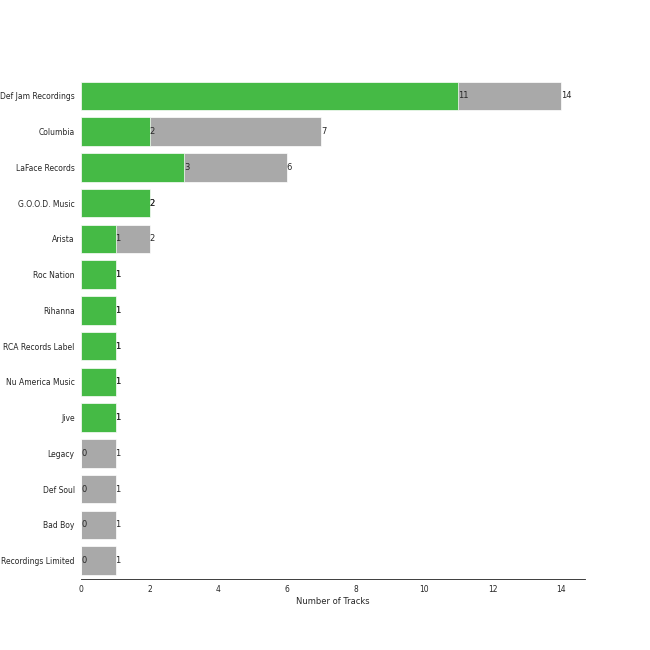 Def Jam Recordings 11 14
Columbia 2 7
LaFace Records 3 6
G.O.O.D. Music 2
Arista 1 2
Roc Nation 1
Rihanna 1
RCA Records Label 1
Nu America Music 1
Jive 1
Legacy 0 1
Def Soul 0 1
Bad Boy 0 1
Recordings Limited 0 1
0 2 4 6 8 10 12 14
Number of Tracks